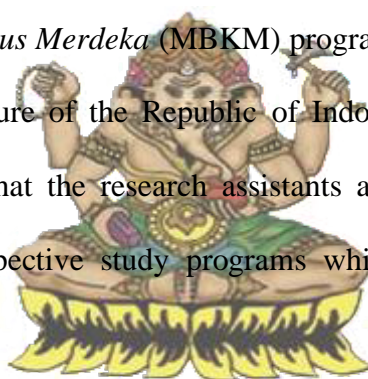 us Merdeka (MBKM) progra
ure of the Republic of Indo
hat the research assistants a
pective study programs whi